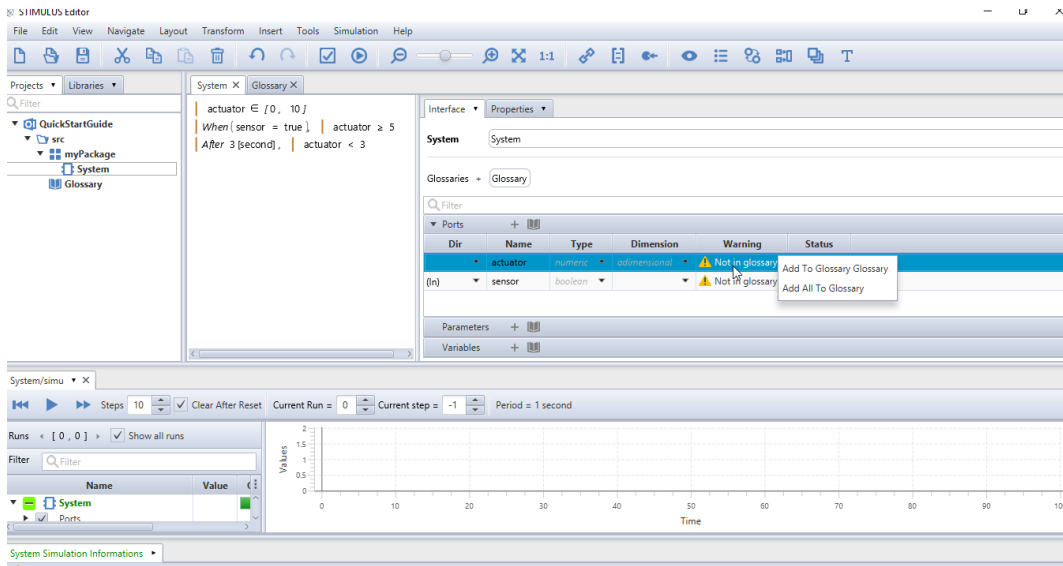 STIMULUS Editor
File Edit View Navigate Layout Transform Insert Tools Simulation Help
1:1 T
Projects Libraries
System Glossary
Filter
QuickStartGuide
src
myPackage
System
Glossary
actuator ∈ [0, 10]
When( sensor = true ), actuator ≥ 5
After 3 [second], actuator < 3
Interface Properties
System System
Glossaries + Glossary
Filter
Ports +
Dir Name Type Dimension Warning Status
actuator numeric adimensional Not in glossary
(In) sensor boolean Not in glossary
Add To Glossary Glossary
Add All To Glossary
Parameters +
Variables +
System/simu
Steps 10 Clear After Reset Current Run = 0 Current step = -1 Period = 1 second
Runs [ 0 , 0 ] Show all runs
Filter Filter
Name Value
System
Ports
Values
2
1.5
1
0.5
0
0 10 20 30 40 50 60 70 80 90 10
Time
System Simulation Informations